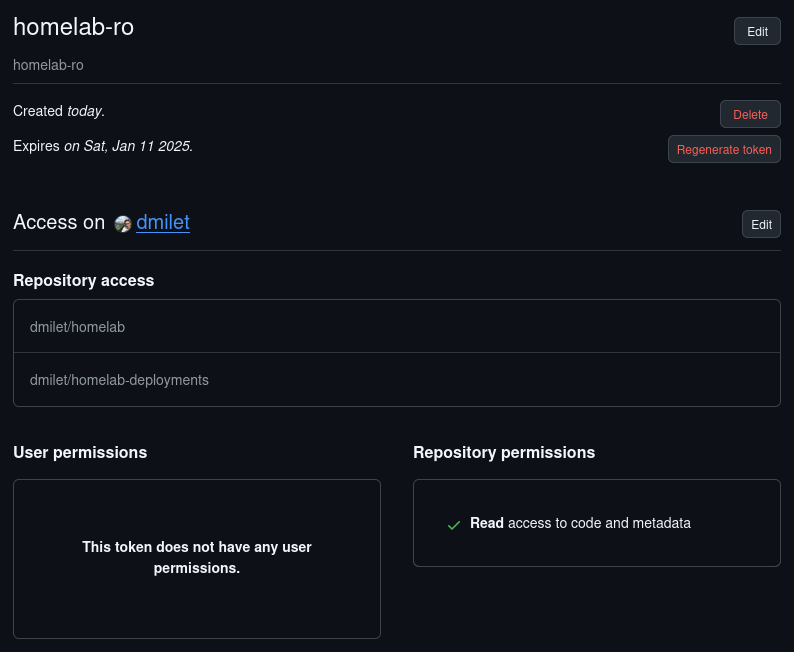 homelab-ro
Edit
homelab-ro
Created today.
Delete
Expires on Sat, Jan 11 2025.
Regenerate token
Access on dmilet
Edit
Repository access
dmilet/homelab
dmilet/homelab-deployments
User permissions
This token does not have any user
permissions.
Repository permissions
Read access to code and metadata